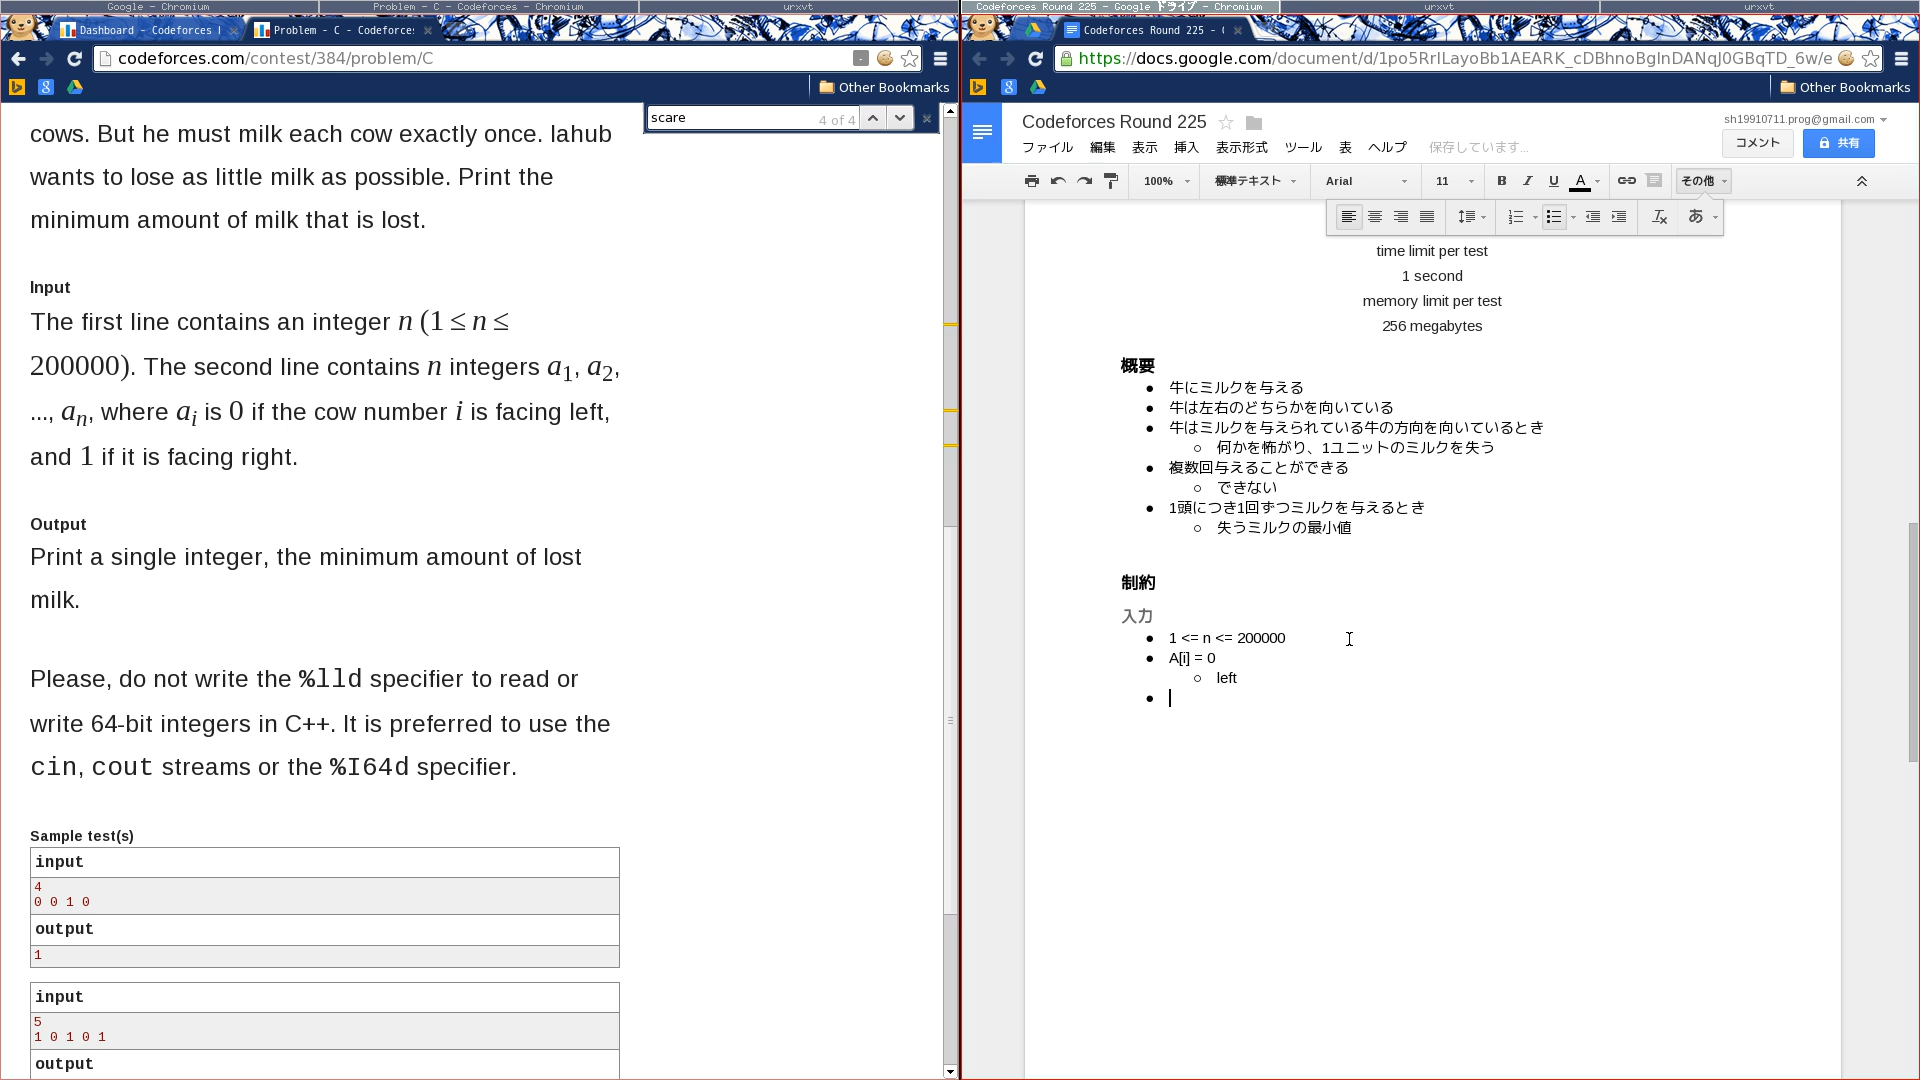 Google - Chromium
Problem - C - Codeforces - Chromium
urxvt
Codeforces Round 225 - Google ドライブ - Chromium
urxvt
urxvt
Dashboard - Codeforces
Problem - C - Codeforces
codeforces.com/contest/384/problem/C
Other Bookmarks
scare
4 of 4
cows. But he must milk each cow exactly once. Iahub
wants to lose as little milk as possible. Print the
minimum amount of milk that is lost.
Input
The first line contains an integer n (1 ≤ n ≤
200000). The second line contains n integers a1, a2,
..., an, where ai is 0 if the cow number i is facing left,
and 1 if it is facing right.
Output
Print a single integer, the minimum amount of lost
milk.
Please, do not write the %lld specifier to read or
write 64-bit integers in C++. It is preferred to use the
cin, cout streams or the %I64d specifier.
Sample test(s)
input
4
0 0 1 0
output
1
input
5
1 0 1 0 1
output
Codeforces Round 225 - (
https://docs.google.com/document/d/1po5RrlLayoBb1AEARK_cDBhnoBglnDANqJ0GBqTD_6w/e
Other Bookmarks
Codeforces Round 225
sh19910711.prog@gmail.com
ファイル 編集 表示 挿入 表示形式 ツール 表 ヘルプ 保存しています...
コメント
共有
100% 標準テキスト Arial 11 B I U A その他
あ
time limit per test
1 second
memory limit per test
256 megabytes
概要
● 牛にミルクを与える
● 牛は左右のどちらかを向いている
● 牛はミルクを与えられている牛の方向を向いているとき
○ 何かを怖がり、1ユニットのミルクを失う
● 複数回与えることができる
○ できない
● 1頭につき1回ずつミルクを与えるとき
○ 失うミルクの最小値
制約
入力
● 1 <= n <= 200000
● A[i] = 0
○ left
●